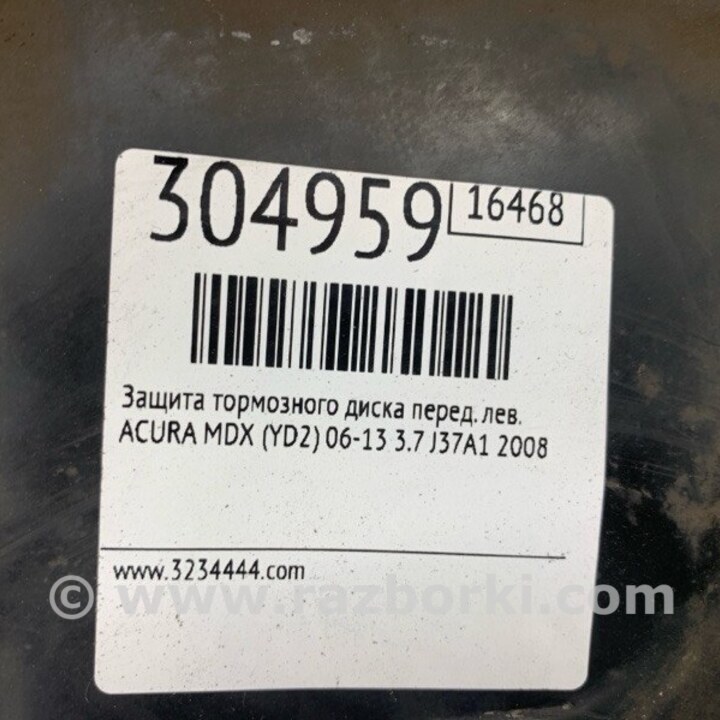 304959
16468
Защита тормозного диска перед. лев.
ACURA MDX (YD2) 06-13 3.7 J37A1 2008
www.3234444.com
© www.razborki.com